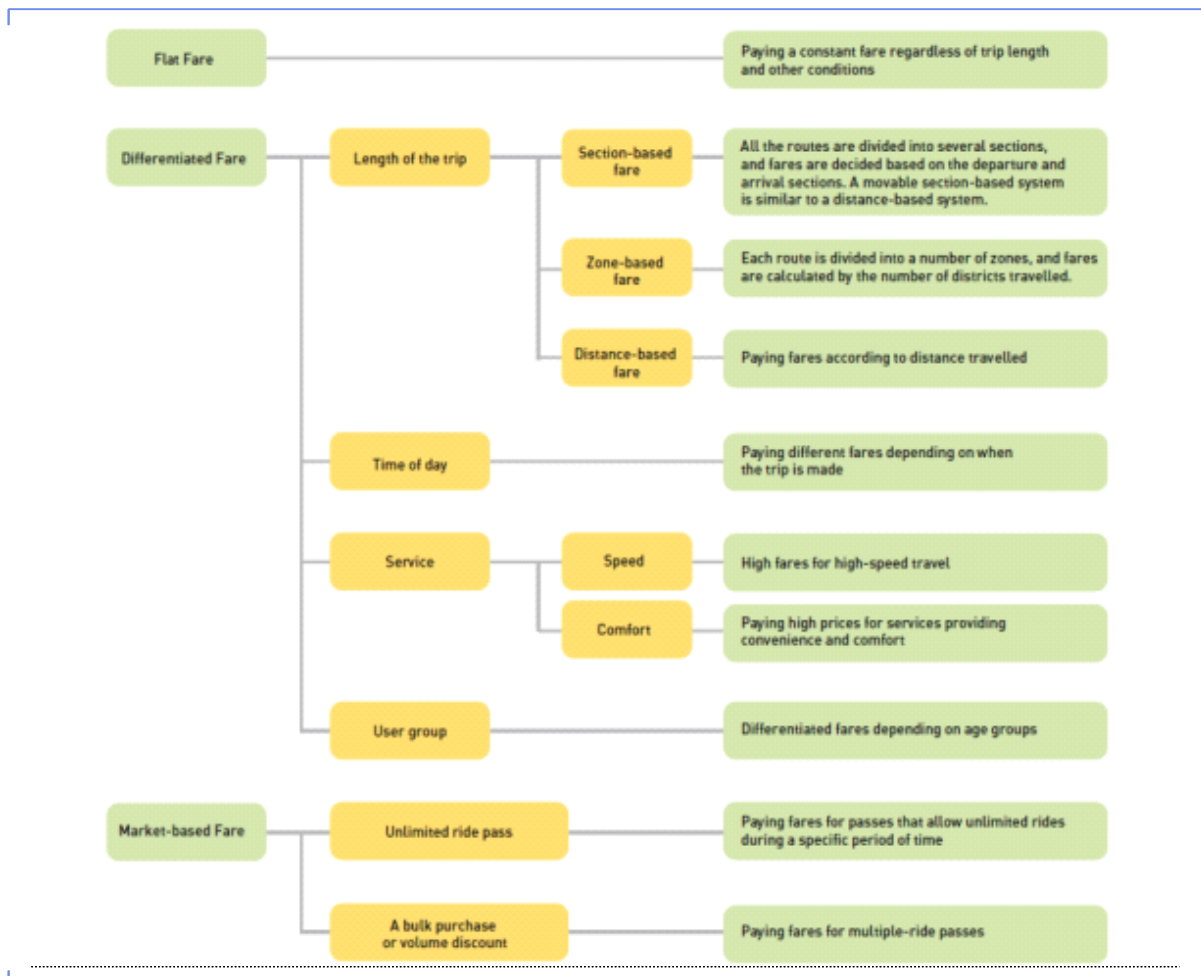 Flat Fare
Paying a constant fare regardless of trip length
and other conditions
Differentiated Fare
Length of the trip
Section-based
fare
All the routes are divided into several sections,
and fares are decided based on the departure and
arrival sections. A movable section-based system
is similar to a distance-based system.
Zone-based
fare
Each route is divided into a number of zones, and fares
are calculated by the number of districts travelled.
Distance-based
fare
Paying fares according to distance travelled
Time of day
Paying different fares depending on when
the trip is made
Service
Speed
High fares for high-speed travel
Comfort
Paying high prices for services providing
convenience and comfort
User group
Differentiated fares depending on age groups
Market-based Fare
Unlimited ride pass
Paying fares for passes that allow unlimited rides
during a specific period of time
A bulk purchase
or volume discount
Paying fares for multiple-ride passes